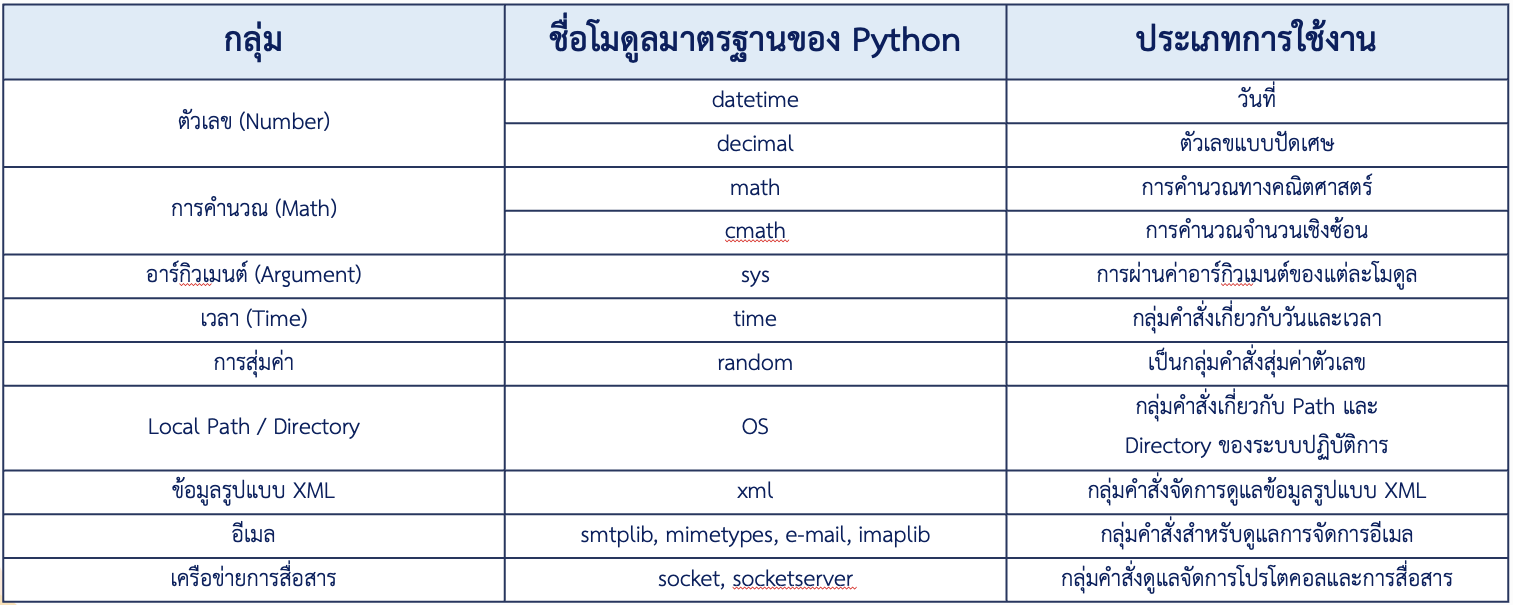 กลุ่ม ชื่อโมดูลมาตรฐานของ Python ประเภทการใช้งาน
ตัวเลข (Number) datetime วันที่
decimal ตัวเลขแบบปัดเศษ
การคำนวณ (Math) math การคำนวณทางคณิตศาสตร์
cmath การคำนวณจำนวนเชิงซ้อน
อาร์กิวเมนต์ (Argument) sys การผ่านค่าอาร์กิวเมนต์ของแต่ละโมดูล
เวลา (Time) time กลุ่มคำสั่งเกี่ยวกับวันและเวลา
การสุ่มค่า random เป็นกลุ่มคำสั่งสุ่มค่าตัวเลข
Local Path / Directory OS กลุ่มคำสั่งเกี่ยวกับ Path และ
Directory ของระบบปฏิบัติการ
ข้อมูลรูปแบบ XML xml กลุ่มคำสั่งจัดการดูแลข้อมูลรูปแบบ XML
อีเมล smtplib, mimetypes, e-mail, imaplib กลุ่มคำสั่งสำหรับดูแลการจัดการอีเมล
เครือข่ายการสื่อสาร socket, socketserver กลุ่มคำสั่งดูแลจัดการโปรโตคอลและการสื่อสาร